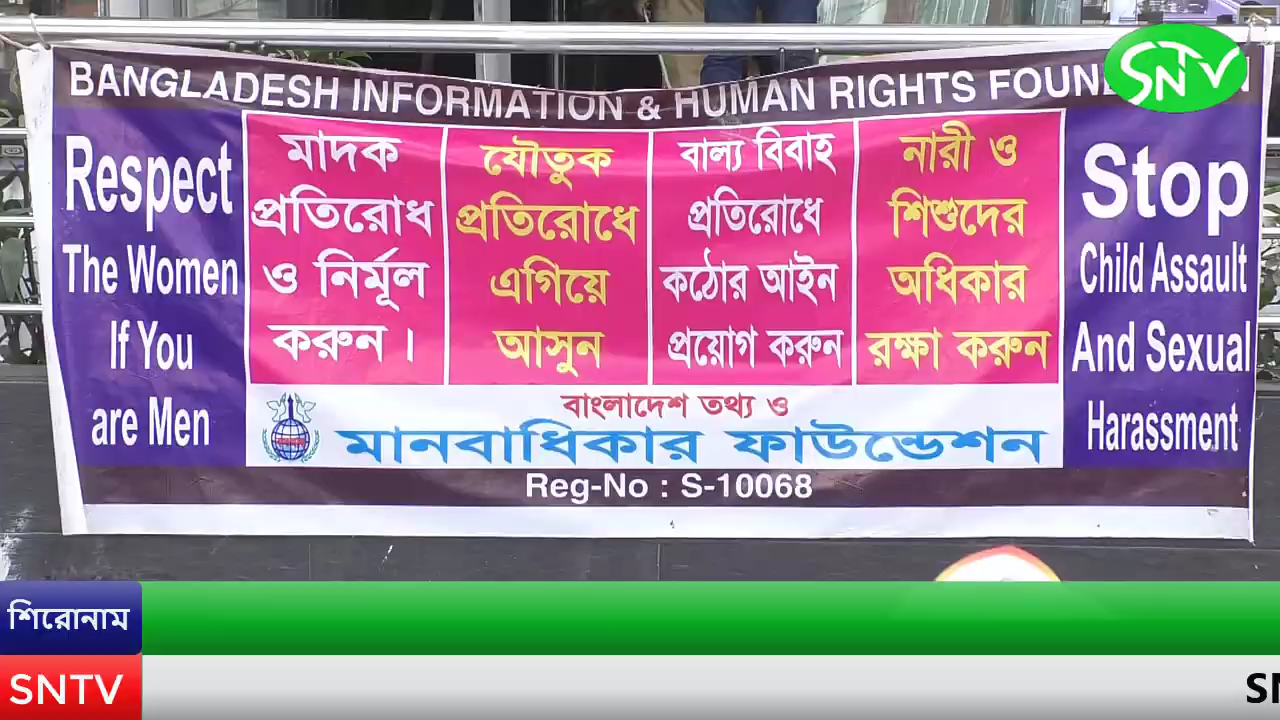 BANGLADESH INFORMATION & HUMAN RIGHTS FOUN
SNTV
Respect
The Women
If You
are Men
মাদক
প্রতিরোধ
ও নির্মূল
করুন।
যৌতুক
প্রতিরোধে
এগিয়ে
আসুন
বাল্য বিবাহ
প্রতিরোধে
কঠোর আইন
প্রয়োগ করুন
নারী ও
শিশুদের
অধিকার
রক্ষা করুন
Stop
Child Assault
And Sexual
Harassment
বাংলাদেশ তথ্য ও
মানবাধিকার ফাউন্ডেশন
Reg-No : S-10068
শিরোনাম
SNTV